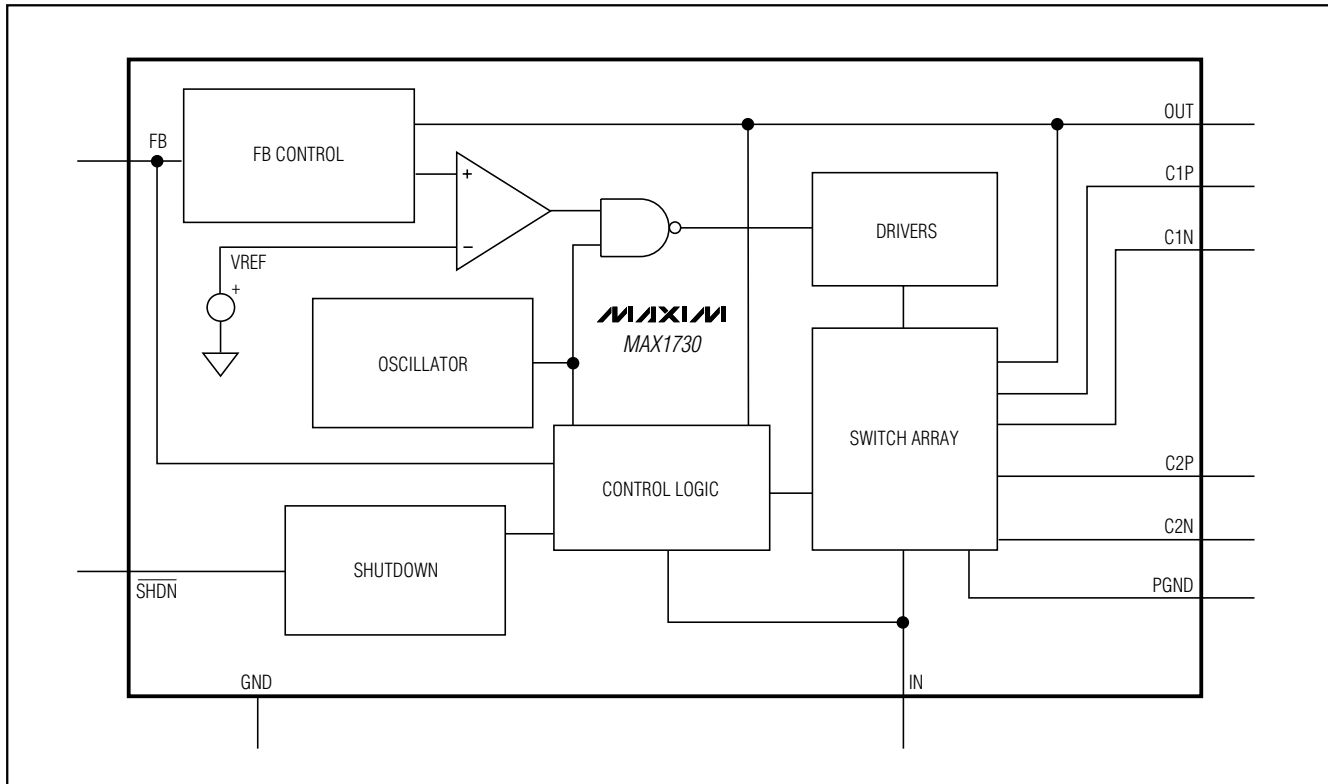 FB
FB CONTROL
OUT
C1P
C1N
+
−
VREF
+
DRIVERS
MAXIM
MAX1730
OSCILLATOR
SWITCH ARRAY
CONTROL LOGIC
C2P
C2N
SHUTDOWN
SHDN
PGND
GND
IN